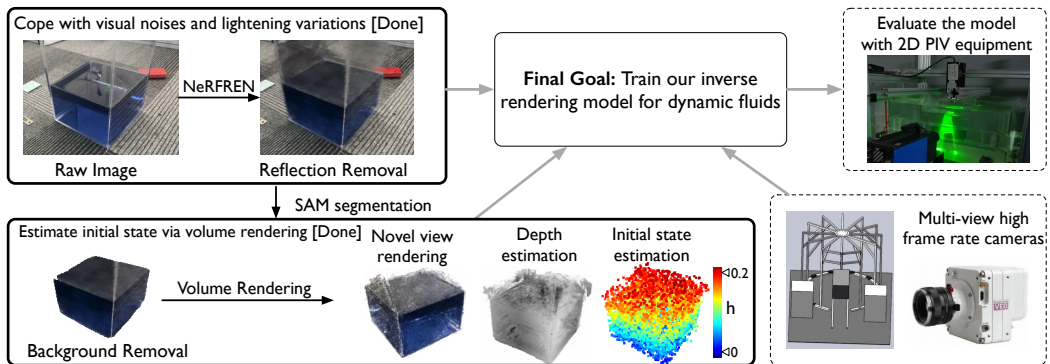 Cope with visual noises and lightening variations [Done]
NeRFREN
Raw Image
Reflection Removal
SAM segmentation
Final Goal: Train our inverse
rendering model for dynamic fluids
Evaluate the model
with 2D PIV equipment
Estimate initial state via volume rendering [Done]
Volume Rendering
Background Removal
Novel view
rendering
Depth
estimation
Initial state
estimation
0.2
h
0
Multi-view high
frame rate cameras